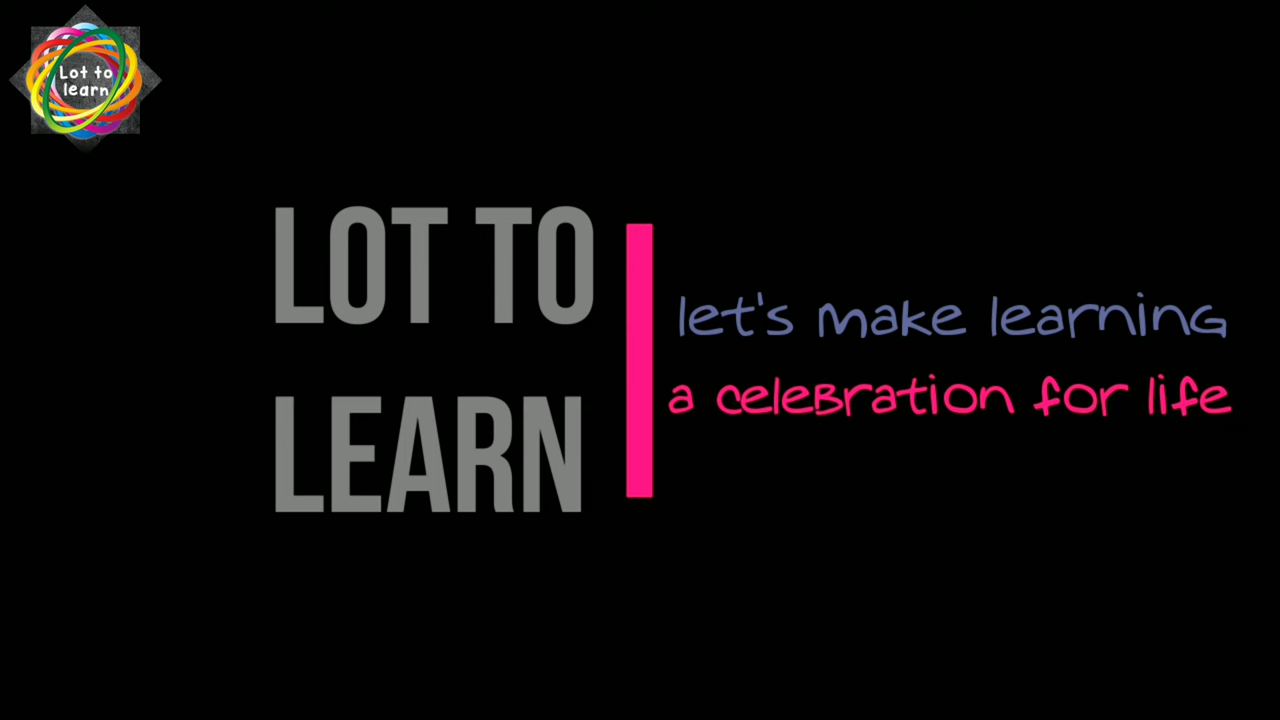 Lot to
learn
LOT TO
LEARN
let's make learning
a celeBration for life